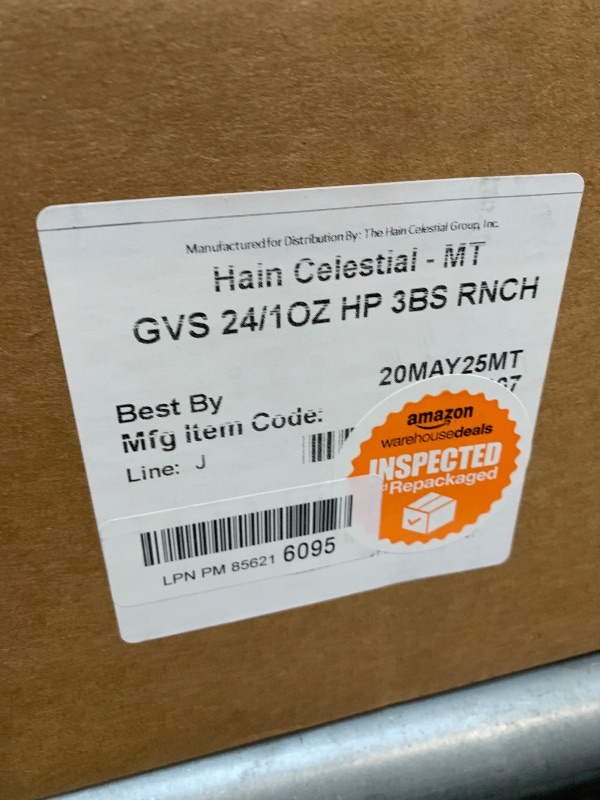 Manufactured for Distribution By: The Hain Celestial Group, Inc.
Hain Celestial - MT
GVS 24/1OZ HP 3BS RNCH
20MAY25MT
Best By
Mfg Item Code:
Line: J
amazon
warehousedeals
INSPECTED
Repackaged
LPN PM 85621 6095